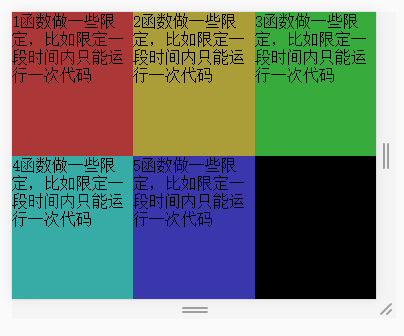 1函数做一些限
定，比如限定一
段时间内只能运
行一次代码
2函数做一些限
定，比如限定一
段时间内只能运
行一次代码
3函数做一些限
定，比如限定一
段时间内只能运
行一次代码
4函数做一些限
定，比如限定一
段时间内只能运
行一次代码
5函数做一些限
定，比如限定一
段时间内只能运
行一次代码